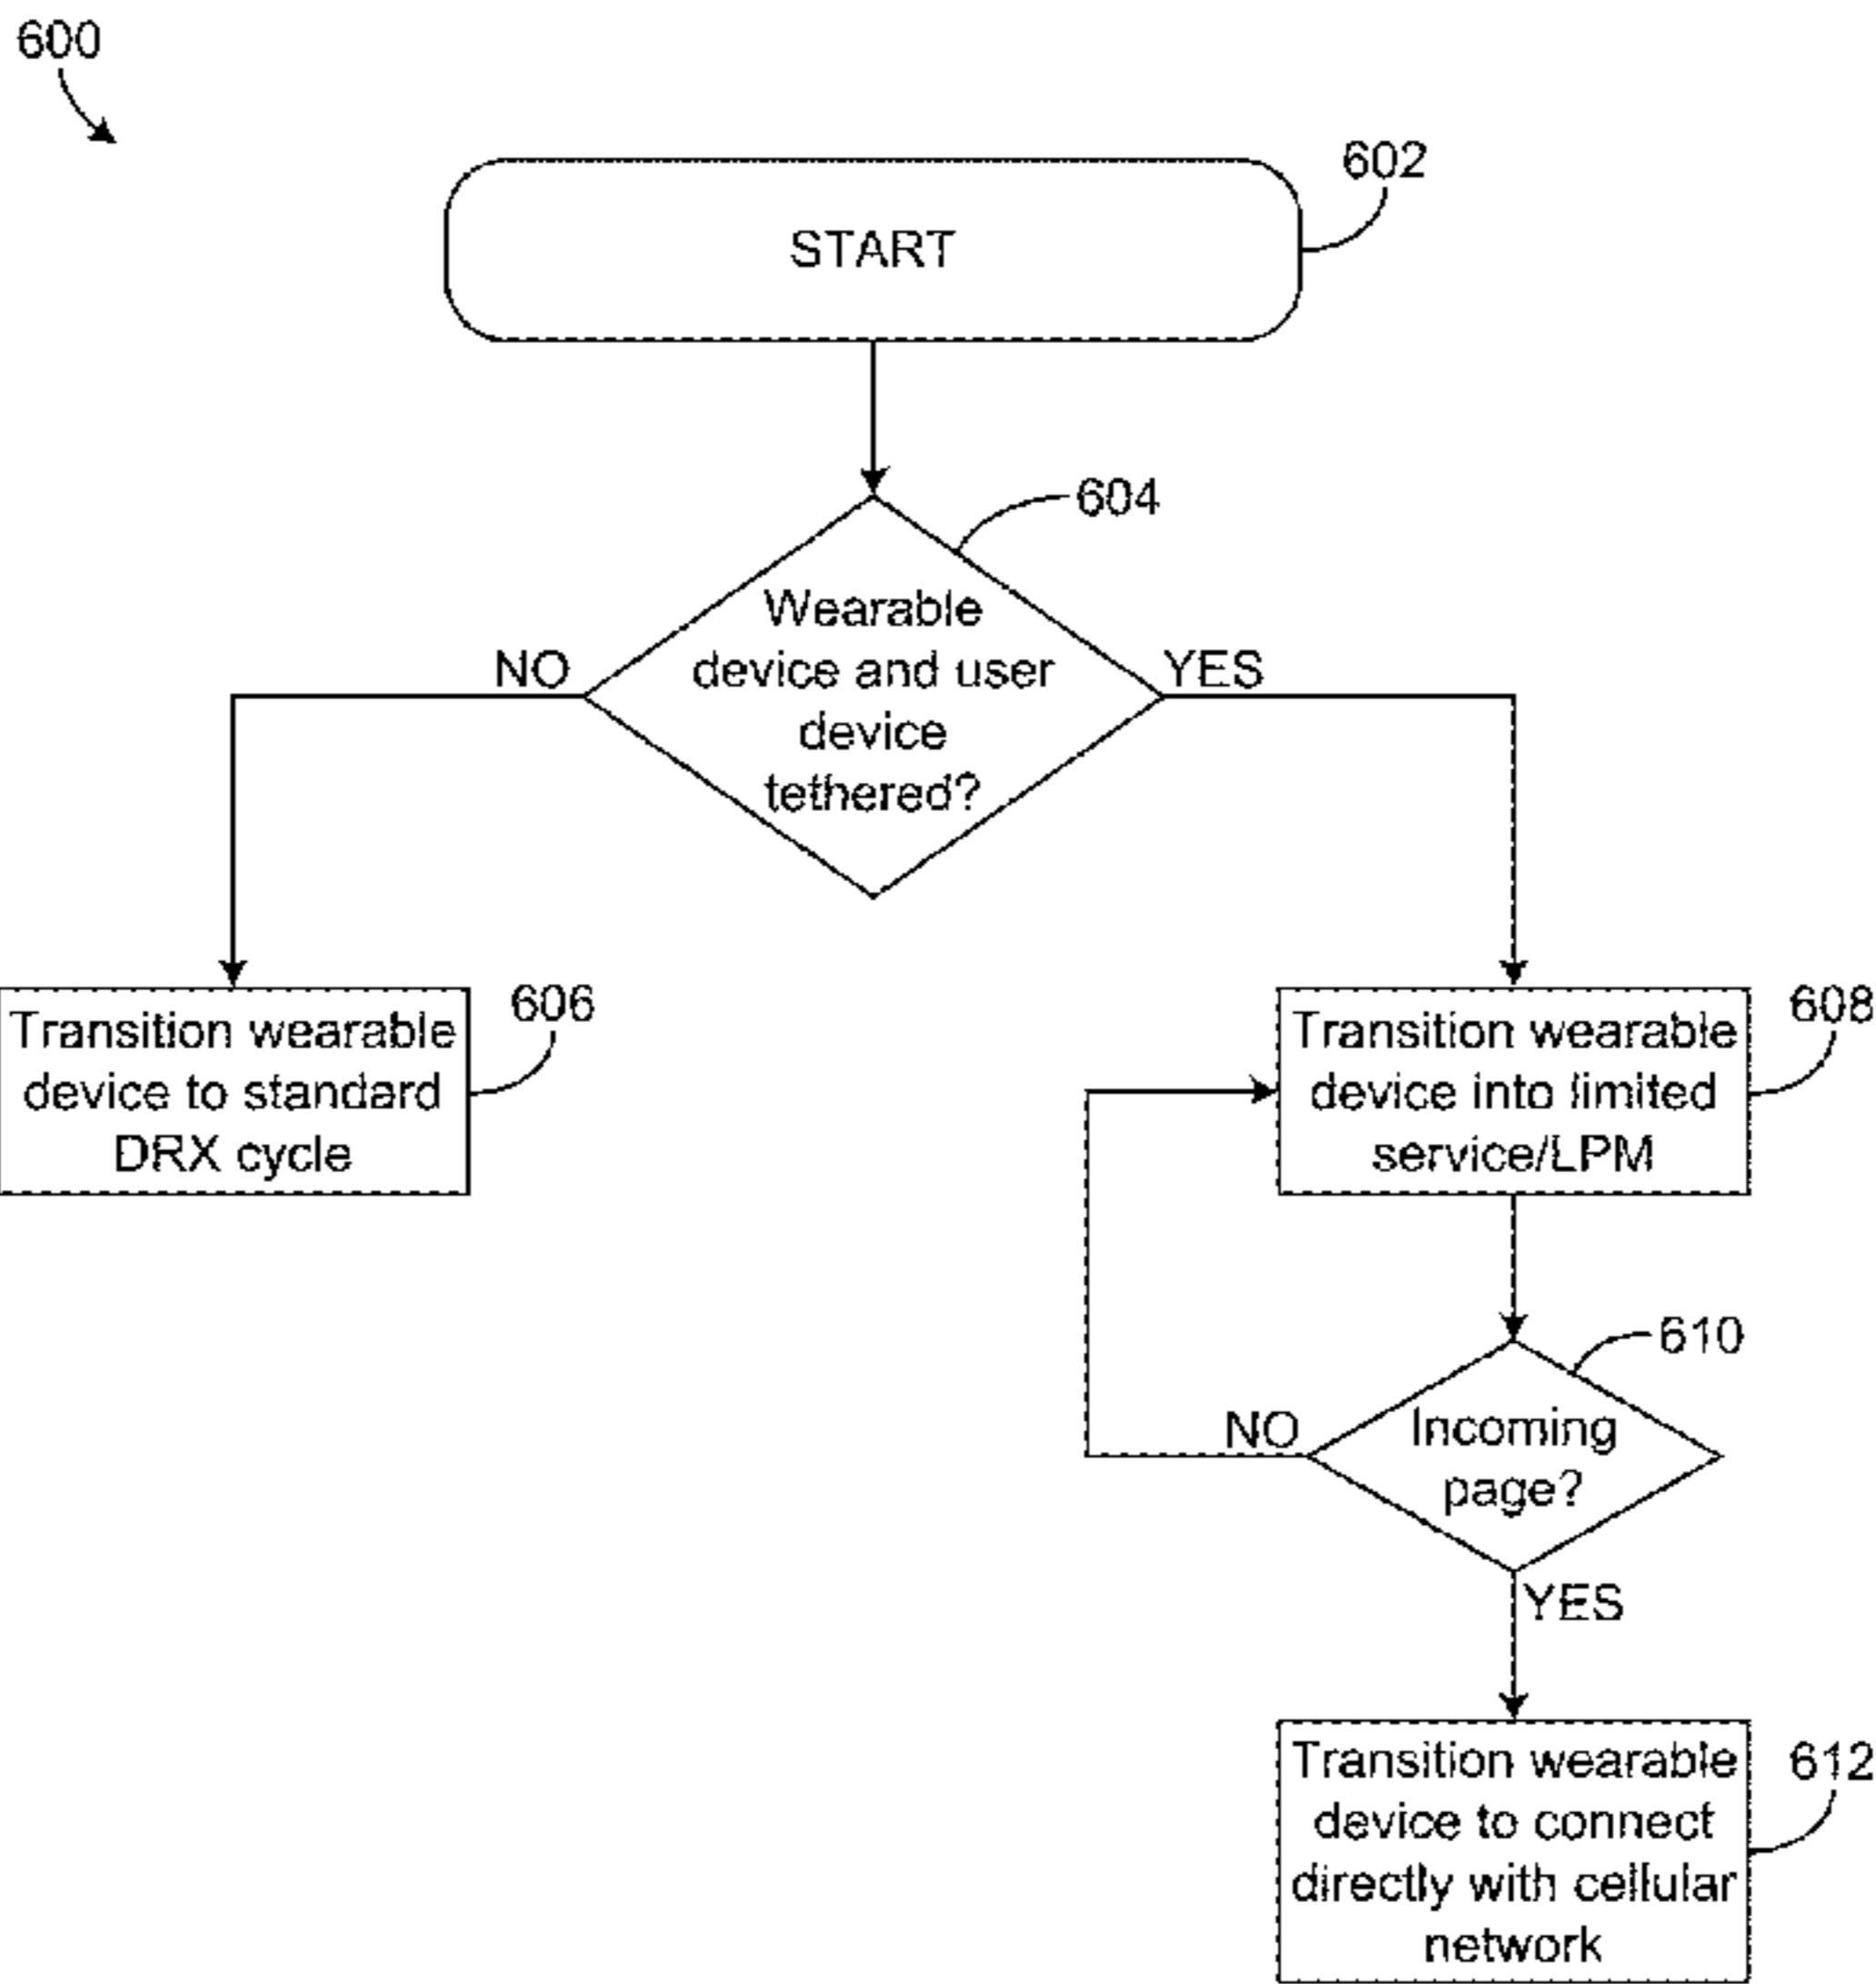 600
602
START
604
Wearable
device and user
device
tethered?
NO
YES
606
Transition wearable
device to standard
DRX cycle
608
Transition wearable
device into limited
service/LPM
610
Incoming
page?
NO
YES
612
Transition wearable
device to connect
directly with cellular
network